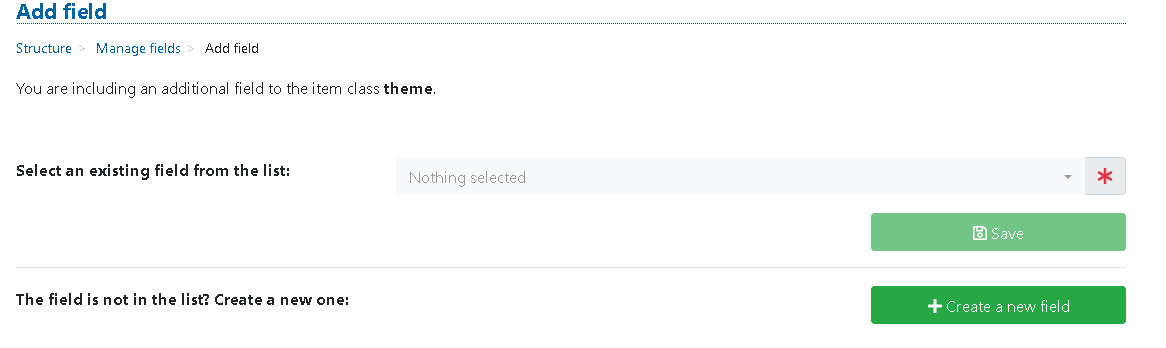 Add field
Structure > Manage fields > Add field
You are including an additional field to the item class theme.
Select an existing field from the list:
Nothing selected
Save
The field is not in the list? Create a new one:
Create a new field